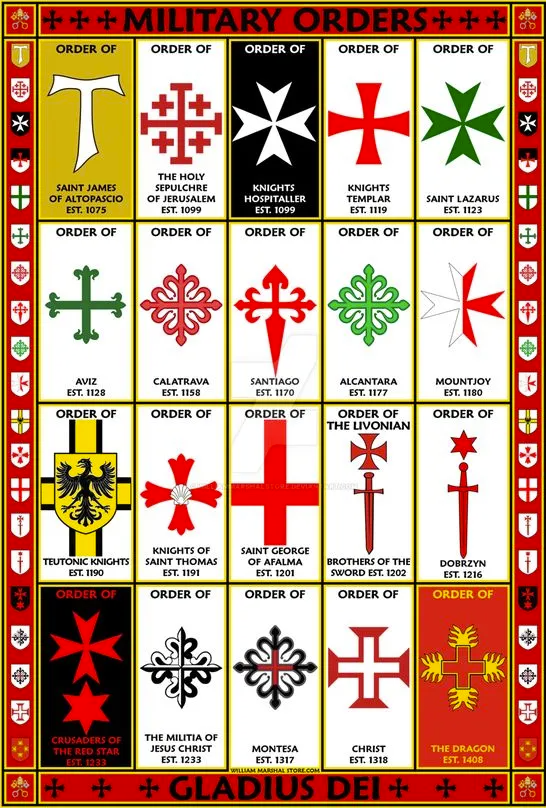 MILITARY ORDERS
ORDER OF
SAINT JAMES
OF ALTOPASCIO
EST. 1075
ORDER OF
THE HOLY
SEPULCHRE
OF JERUSALEM
EST. 1099
ORDER OF
KNIGHTS
HOSPITALLER
EST. 1099
ORDER OF
KNIGHTS
TEMPLAR
EST. 1119
ORDER OF
SAINT LAZARUS
EST. 1123
ORDER OF
AVIZ
EST. 1128
ORDER OF
CALATRAVA
EST. 1158
ORDER OF
SANTIAGO
EST. 1170
ORDER OF
ALCANTARA
EST. 1177
ORDER OF
MOUNTJOY
EST. 1180
ORDER OF
TEUTONIC KNIGHTS
EST. 1190
ORDER OF
KNIGHTS OF
SAINT THOMAS
EST. 1191
ORDER OF
SAINT GEORGE
OF AFALMA
EST. 1201
ORDER OF
THE LIVONIAN
BROTHERS OF THE
SWORD EST. 1202
ORDER OF
DOBRZYN
EST. 1216
ORDER OF
CRUSADERS OF
THE RED STAR
EST. 1233
ORDER OF
THE MILITIA OF
JESUS CHRIST
EST. 1233
ORDER OF
MONTESA
EST. 1317
ORDER OF
CHRIST
EST. 1318
ORDER OF
THE DRAGON
EST. 1408
WILLIAM MARSHAL STORE.COM
GLADIUS DEI